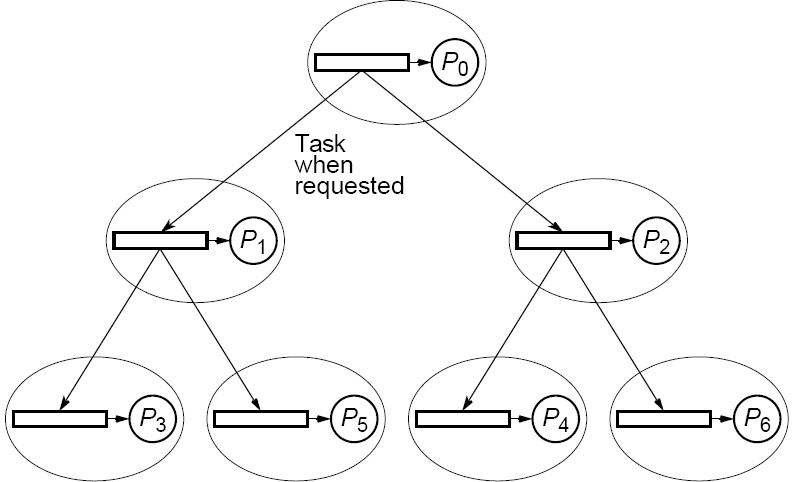 P0
Task
when
requested
P1
P2
P3
P5
P4
P6